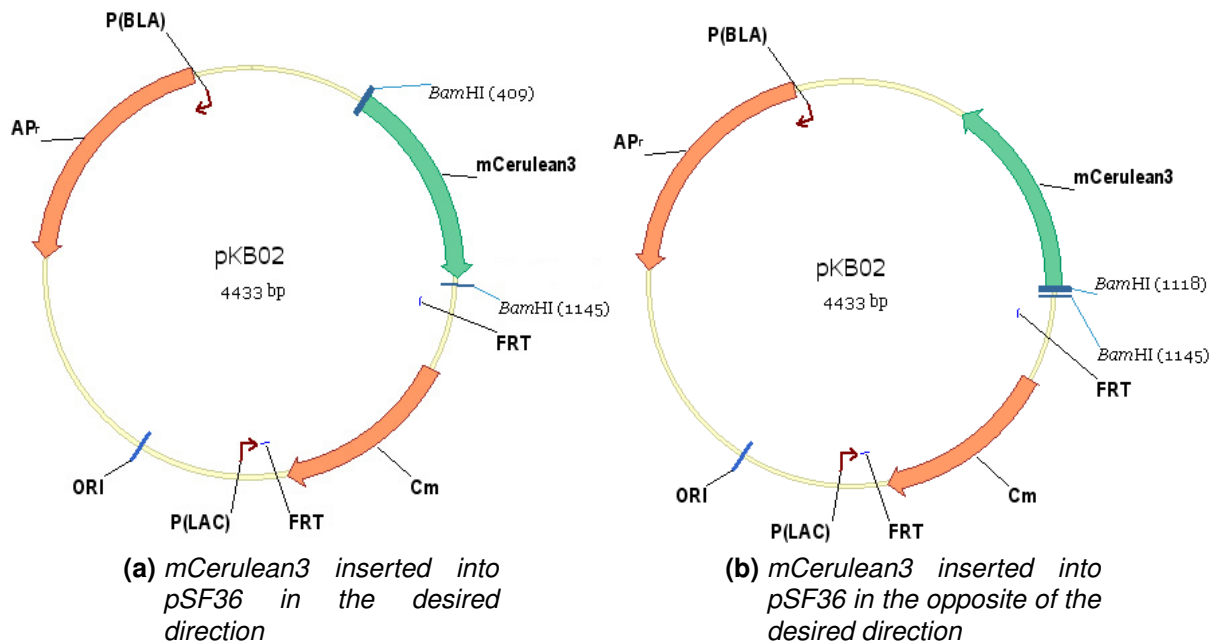 P(BLA)
BamHI (409)
APr
mCerulean3
pKB02
4433 bp
BamHI (1145)
FRT
Cm
ORI
P(LAC)
FRT
(a) mCerulean3 inserted into
pSF36 in the desired
direction
P(BLA)
APr
mCerulean3
pKB02
4433 bp
BamHI (1118)
BamHI (1145)
FRT
Cm
ORI
P(LAC)
FRT
(b) mCerulean3 inserted into
pSF36 in the opposite of the
desired direction